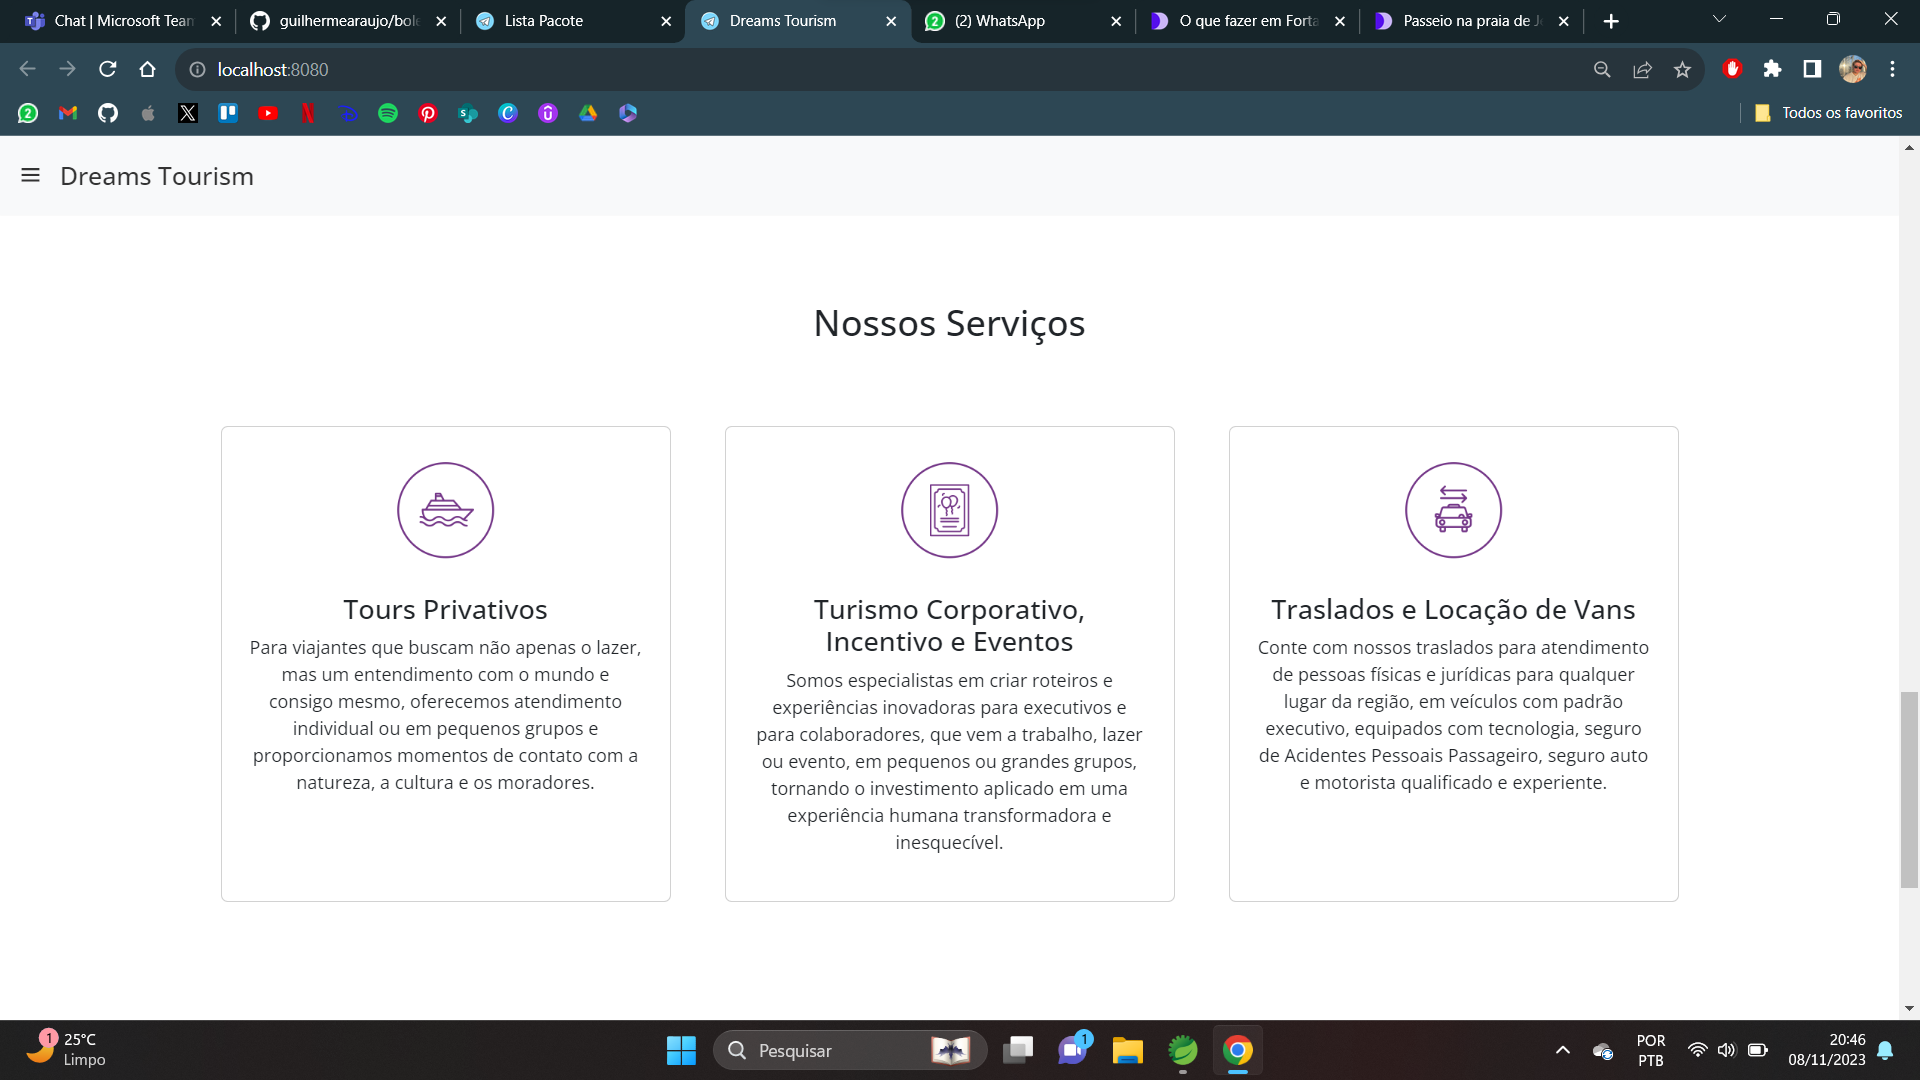 Chat | Microsoft Team
guilhermearaujo/bole
Lista Pacote
Dreams Tourism
(2) WhatsApp
O que fazer em Forta
Passeio na praia de Je
localhost:8080
Todos os favoritos
Dreams Tourism
Nossos Serviços
Tours Privativos
Para viajantes que buscam não apenas o lazer,
mas um entendimento com o mundo e
consigo mesmo, oferecemos atendimento
individual ou em pequenos grupos e
proporcionamos momentos de contato com a
natureza, a cultura e os moradores.
Turismo Corporativo,
Incentivo e Eventos
Somos especialistas em criar roteiros e
experiências inovadoras para executivos e
para colaboradores, que vem a trabalho, lazer
ou evento, em pequenos ou grandes grupos,
tornando o investimento aplicado em uma
experiência humana transformadora e
inesquecível.
Traslados e Locação de Vans
Conte com nossos traslados para atendimento
de pessoas físicas e jurídicas para qualquer
lugar da região, em veículos com padrão
executivo, equipados com tecnologia, seguro
de Acidentes Pessoais Passageiro, seguro auto
e motorista qualificado e experiente.
1
25°C
Limpo
Pesquisar
1
POR
PTB
20:46
08/11/2023